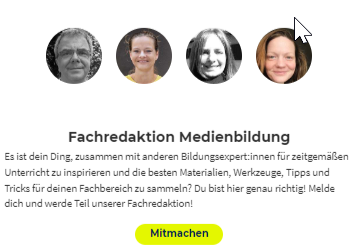 Fachredaktion Medienbildung
Es ist dein Ding, zusammen mit anderen Bildungsexpert:innen für zeitgemäßen
Unterricht zu inspirieren und die besten Materialien, Werkzeuge, Tipps und
Tricks für deinen Fachbereich zu sammeln? Du bist hier genau richtig! Melde
dich und werde Teil unserer Fachredaktion!
Mitmachen